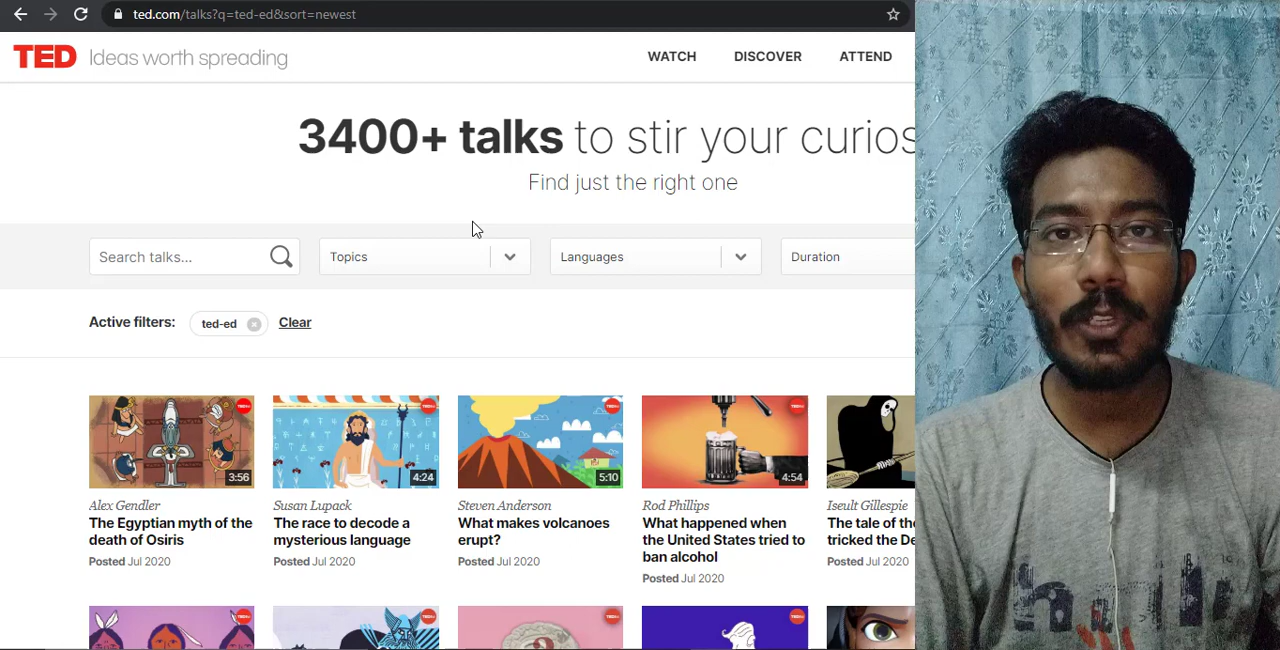 ted.com/talks?q=ted-ed&sort=newest
TED Ideas worth spreading
WATCH DISCOVER ATTEND
3400+ talks to stir your curios
Find just the right one
Search talks... Topics Languages Duration
Active filters: ted-ed Clear
3:56 4:24 5:10 4:54
Alex Gendler
The Egyptian myth of the
death of Osiris
Posted Jul 2020
Susan Lupack
The race to decode a
mysterious language
Posted Jul 2020
Steven Anderson
What makes volcanoes
erupt?
Posted Jul 2020
Rod Phillips
What happened when
the United States tried to
ban alcohol
Posted Jul 2020
Iseult Gillespie
The tale of the
tricked the De
Posted Jul 2020